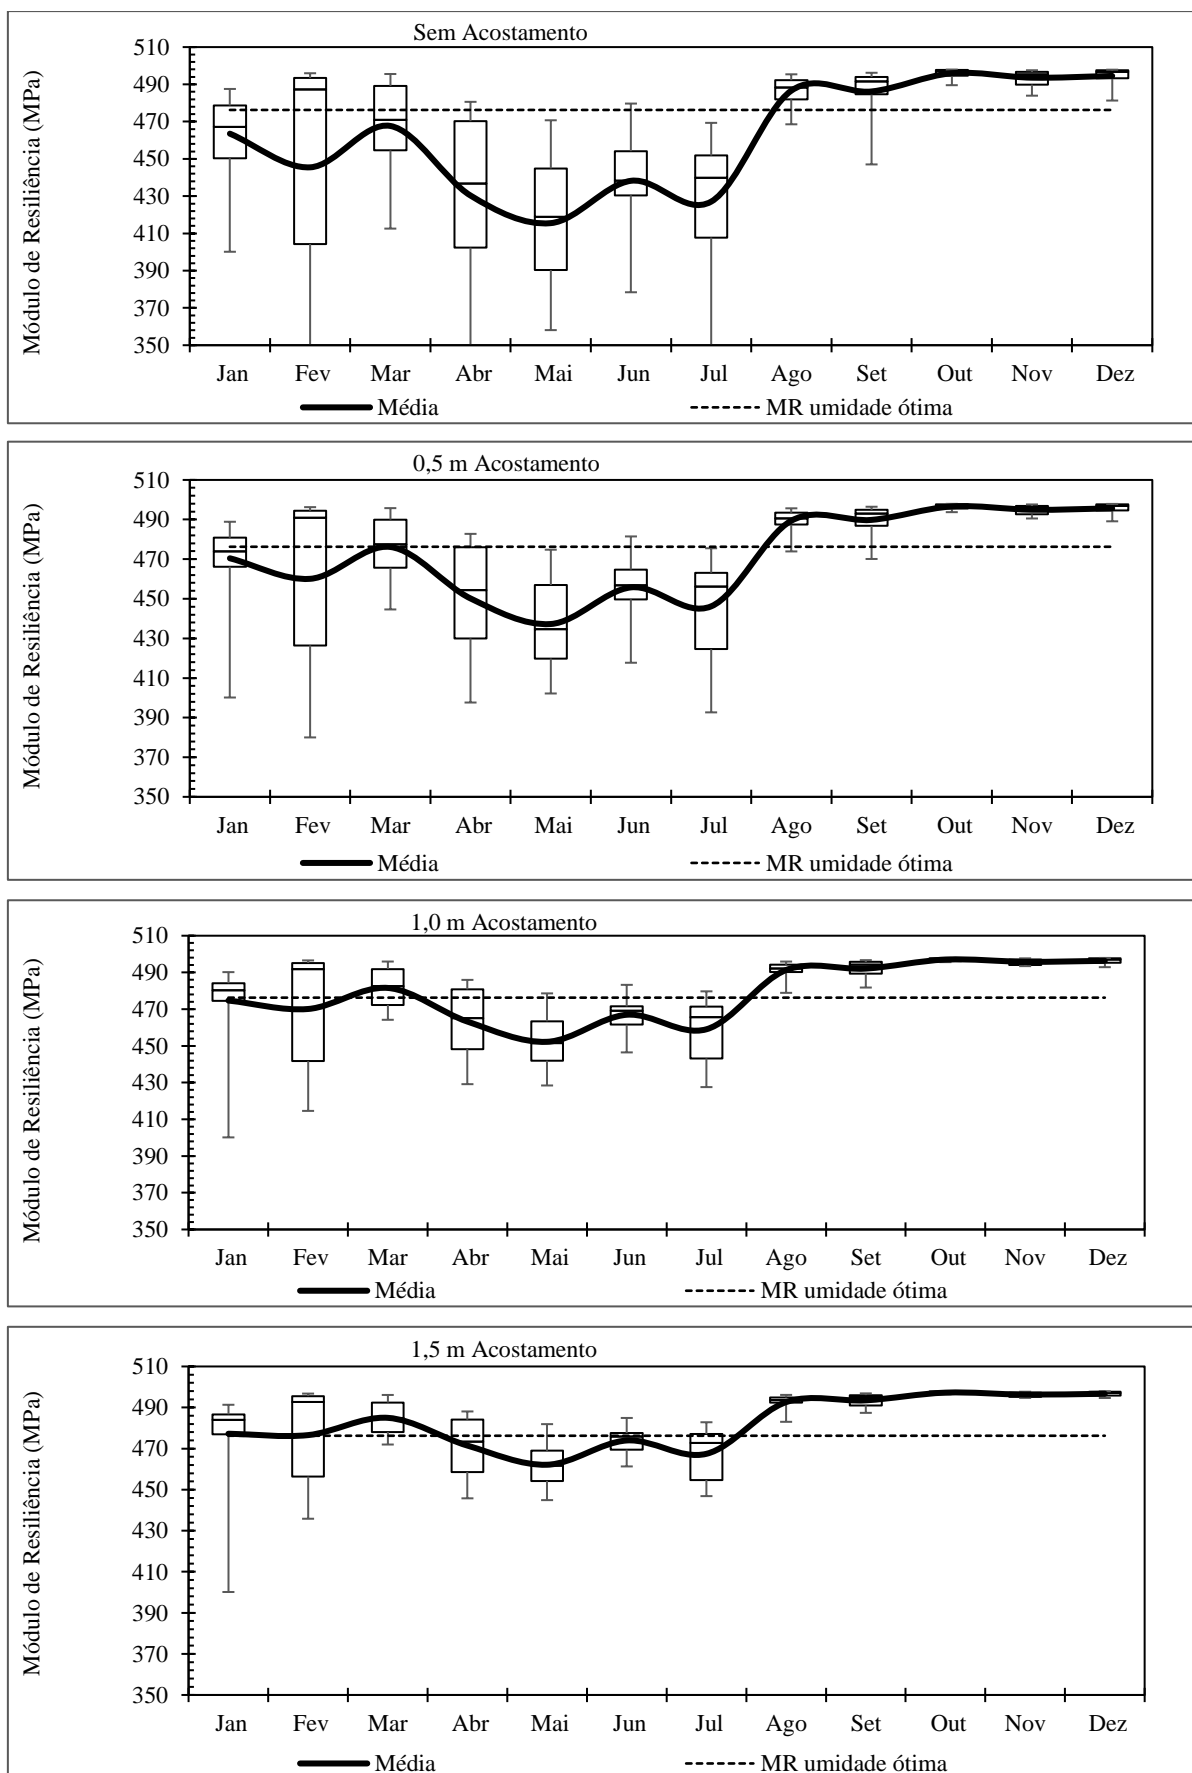 Sem Acostamento
Módulo de Resiliência (MPa)
510
490
470
450
430
410
390
370
350
Jan Fev Mar Abr Mai Jun Jul Ago Set Out Nov Dez
Média MR umidade ótima
0,5 m Acostamento
Módulo de Resiliência (MPa)
510
490
470
450
430
410
390
370
350
Jan Fev Mar Abr Mai Jun Jul Ago Set Out Nov Dez
Média MR umidade ótima
1,0 m Acostamento
Módulo de Resiliência (MPa)
510
490
470
450
430
410
390
370
350
Jan Fev Mar Abr Mai Jun Jul Ago Set Out Nov Dez
Média MR umidade ótima
1,5 m Acostamento
Módulo de Resiliência (MPa)
510
490
470
450
430
410
390
370
350
Jan Fev Mar Abr Mai Jun Jul Ago Set Out Nov Dez
Média MR umidade ótima